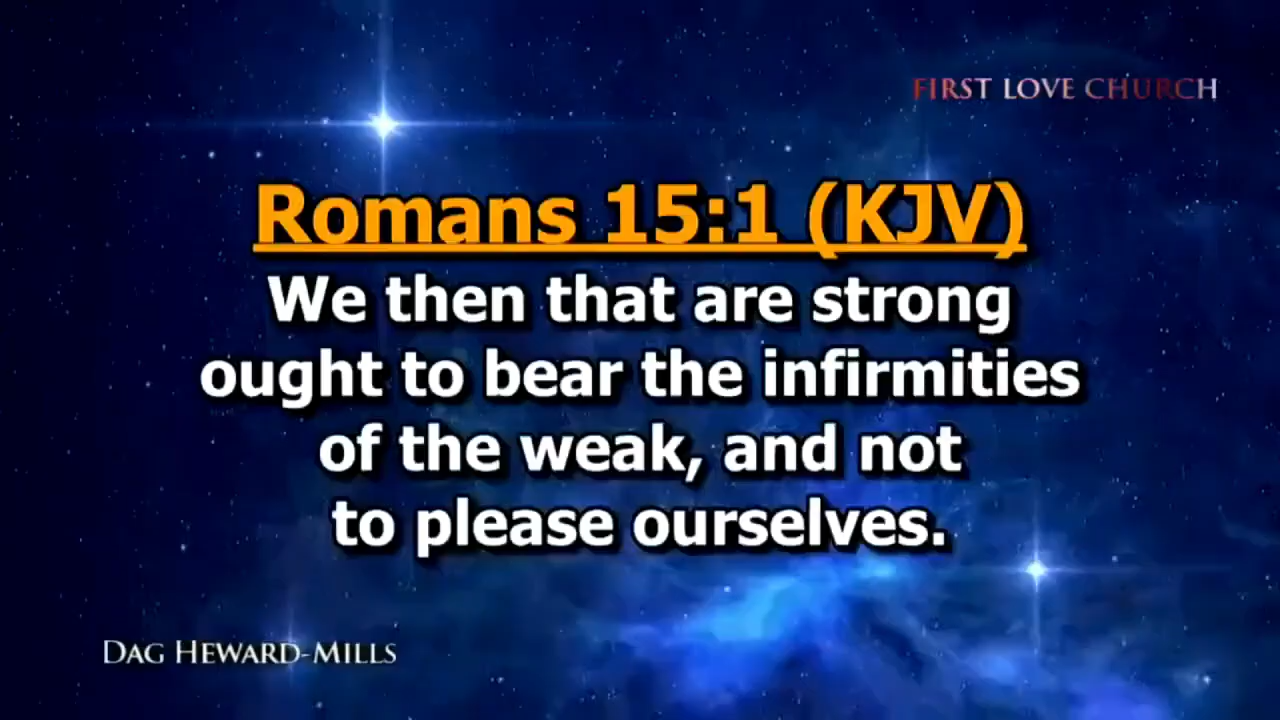 FIRST LOVE CHURCH
Romans 15:1 (KJV)
We then that are strong
ought to bear the infirmities
of the weak, and not
to please ourselves.
DAG HEWARD-MILLS